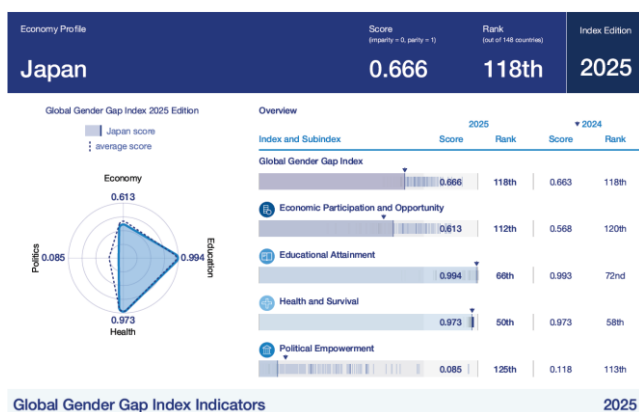 Economy Profile
Score
Rank
Index Edition
(imparity = 0, parity = 1)
(out of 148 countries)
Japan
0.666
118th
2025
Global Gender Gap Index 2025 Edition
Japan score
average score
Economy
0.613
Politics
0.085
0.994
Education
0.973
Health
Overview
2025
2024
Index and Subindex
Score
Rank
Score
Rank
Global Gender Gap Index
0.666 118th 0.663 118th
Economic Participation and Opportunity
0.613 112th 0.568 120th
Educational Attainment
0.994 66th 0.993 72nd
Health and Survival
0.973 50th 0.973 58th
Political Empowerment
0.085 125th 0.118 113th
Global Gender Gap Index Indicators 2025